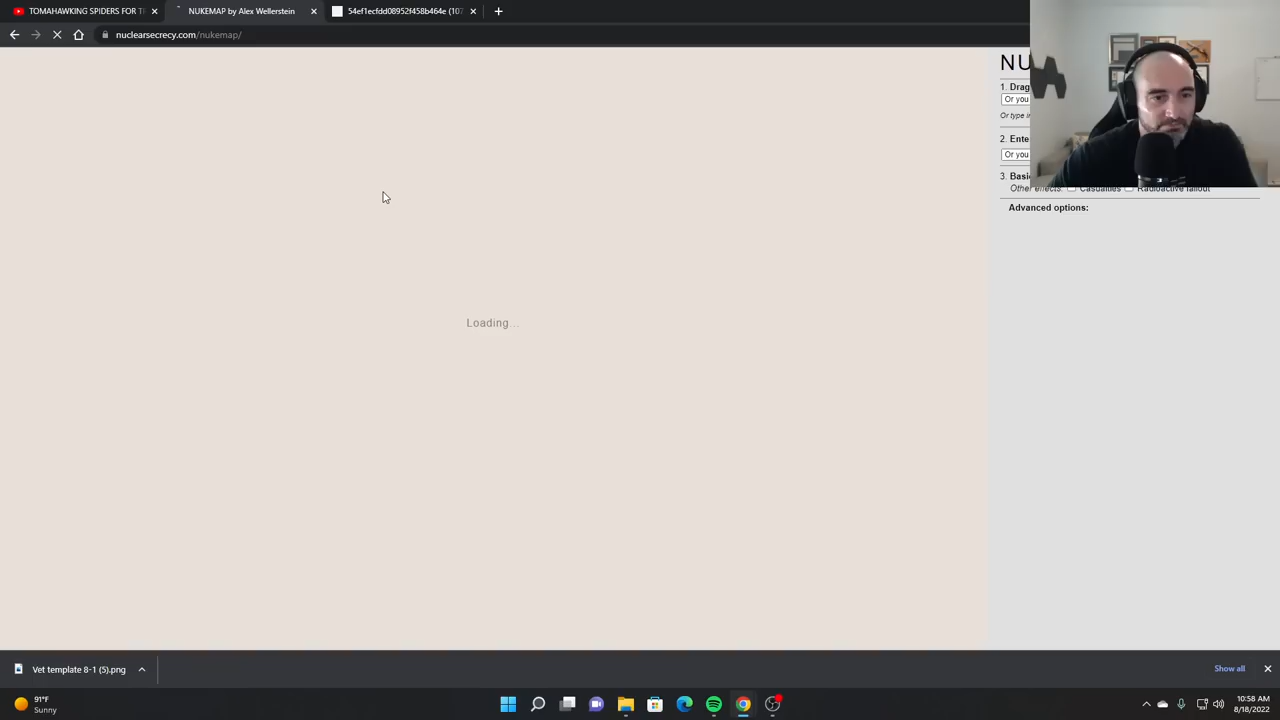 TOMAHAWKING SPIDERS FOR T
NUKEMAP by Alex Wellerstein
54ef1ecfdd08952f458b464e (107
nuclearsecrecy.com/nukemap/
NU
1. Drag
Or you
Or type in
2. Ente
Or you
3. Basi
Other effects: Casualties Radioactive fallout
Advanced options:
Loading...
Vet template 8-1 (5).png
Show all
91°F
Sunny
10:58 AM
8/18/2022